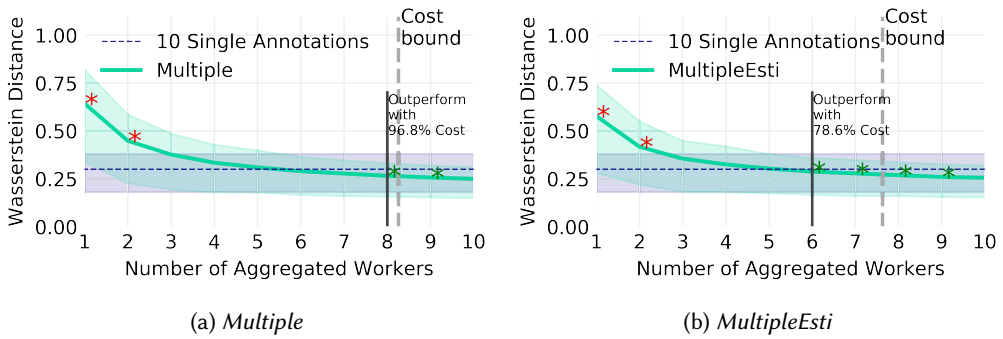 Cost
bound
10 Single Annotations
Multiple
Outperform
with
96.8% Cost
Wasserstein Distance
1.00
0.75
0.50
0.25
0.00
1 2 3 4 5 6 7 8 9 10
Number of Aggregated Workers
(a) Multiple
Cost
bound
10 Single Annotations
MultipleEsti
Outperform
with
78.6% Cost
Wasserstein Distance
1.00
0.75
0.50
0.25
0.00
1 2 3 4 5 6 7 8 9 10
Number of Aggregated Workers
(b) MultipleEsti